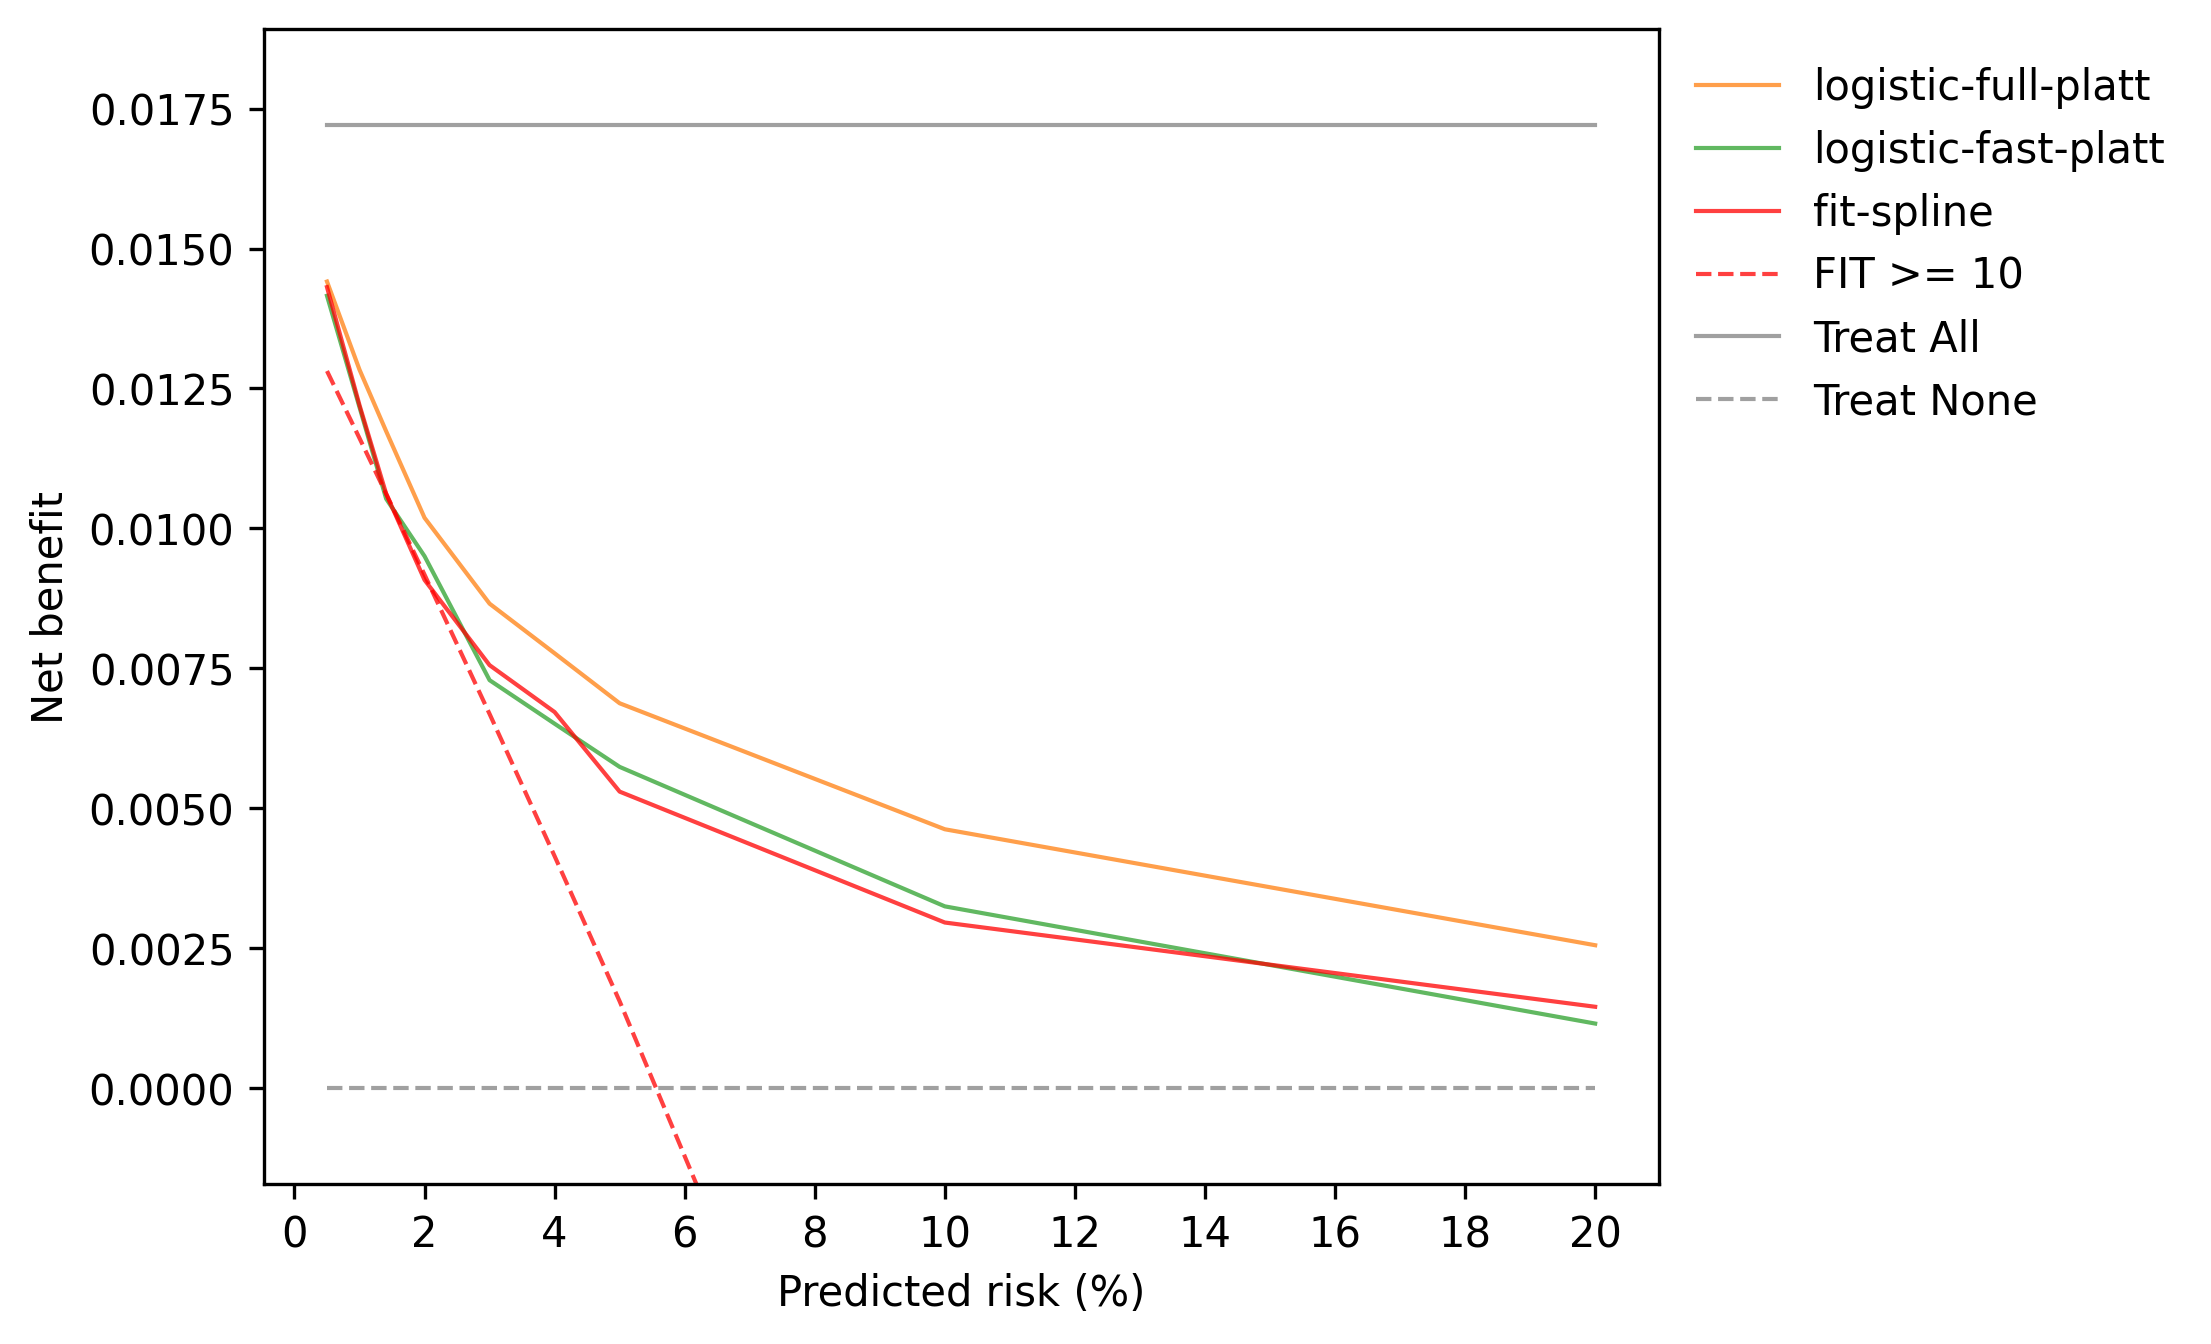 0.0175
0.0150
0.0125
0.0100
0.0075
0.0050
0.0025
0.0000
Net benefit
0 2 4 6 8 10 12 14 16 18 20
Predicted risk (%)
logistic-full-platt
logistic-fast-platt
fit-spline
FIT >= 10
Treat All
Treat None